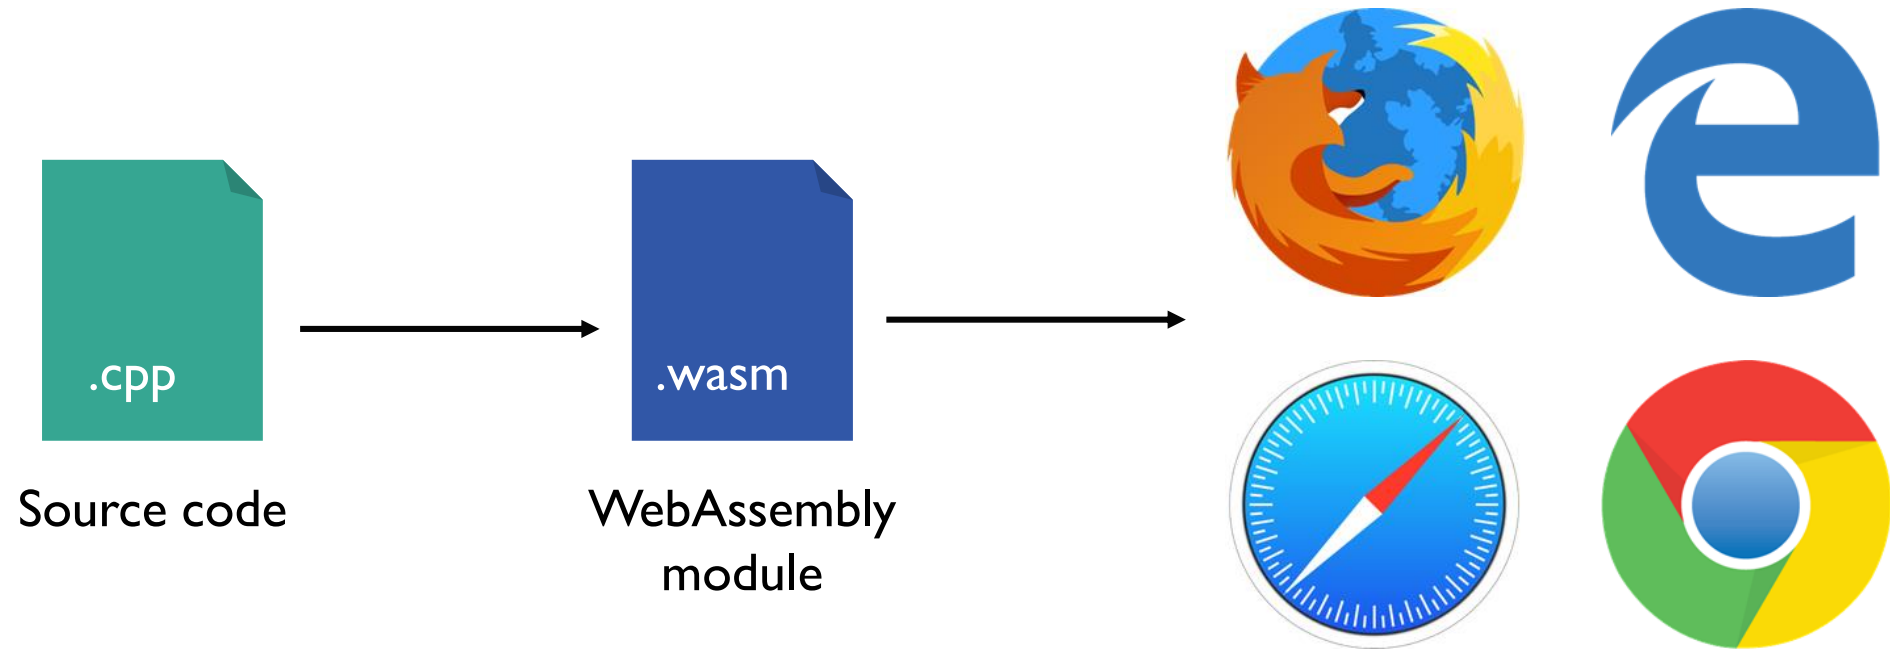 .cpp
.wasm
Source code
WebAssembly
module